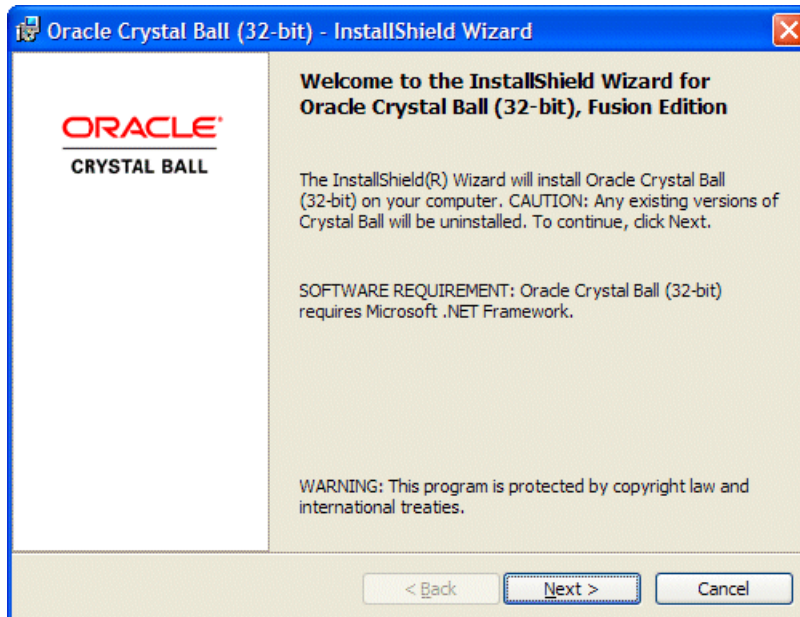 Oracle Crystal Ball (32-bit) - InstallShield Wizard
ORACLE®
CRYSTAL BALL
Welcome to the InstallShield Wizard for
Oracle Crystal Ball (32-bit), Fusion Edition
The InstallShield(R) Wizard will install Oracle Crystal Ball
(32-bit) on your computer. CAUTION: Any existing versions of
Crystal Ball will be uninstalled. To continue, click Next.
SOFTWARE REQUIREMENT: Oracle Crystal Ball (32-bit)
requires Microsoft .NET Framework.
WARNING: This program is protected by copyright law and
international treaties.
< Back
Next >
Cancel